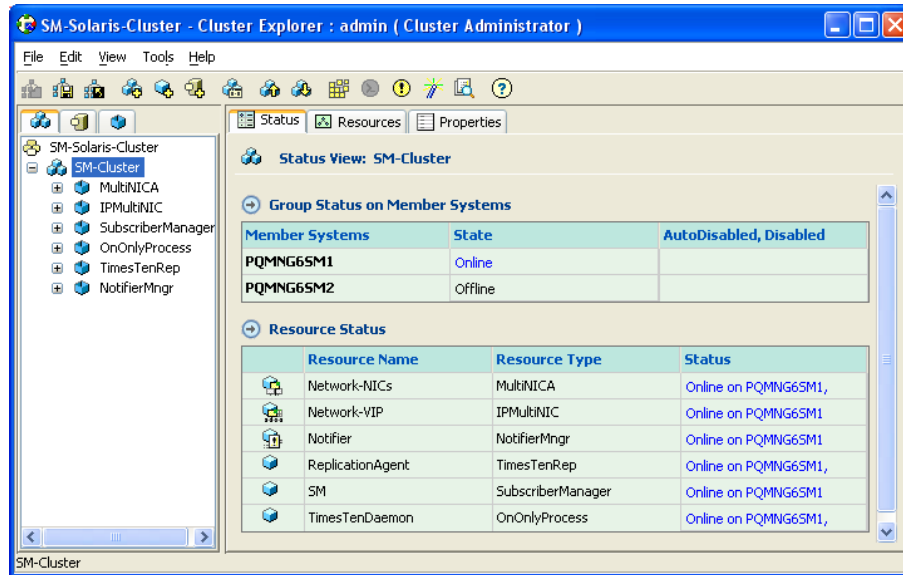 SM-Solaris-Cluster - Cluster Explorer : admin ( Cluster Administrator )
File Edit View Tools Help
Status Resources Properties
SM-Solaris-Cluster
SM-Cluster
MultiNICA
IPMultiNIC
SubscriberManager
OnOnlyProcess
TimesTenRep
NotifierMngr
Status View: SM-Cluster
Group Status on Member Systems
Member Systems State AutoDisabled, Disabled
PQMNG6SM1 Online
PQMNG6SM2 Offline
Resource Status
Resource Name Resource Type Status
Network-NICs MultiNICA Online on PQMNG6SM1,
Network-VIP IPMultiNIC Online on PQMNG6SM1
Notifier NotifierMngr Online on PQMNG6SM1
ReplicationAgent TimesTenRep Online on PQMNG6SM1,
SM SubscriberManager Online on PQMNG6SM1
TimesTenDaemon OnOnlyProcess Online on PQMNG6SM1,
SM-Cluster